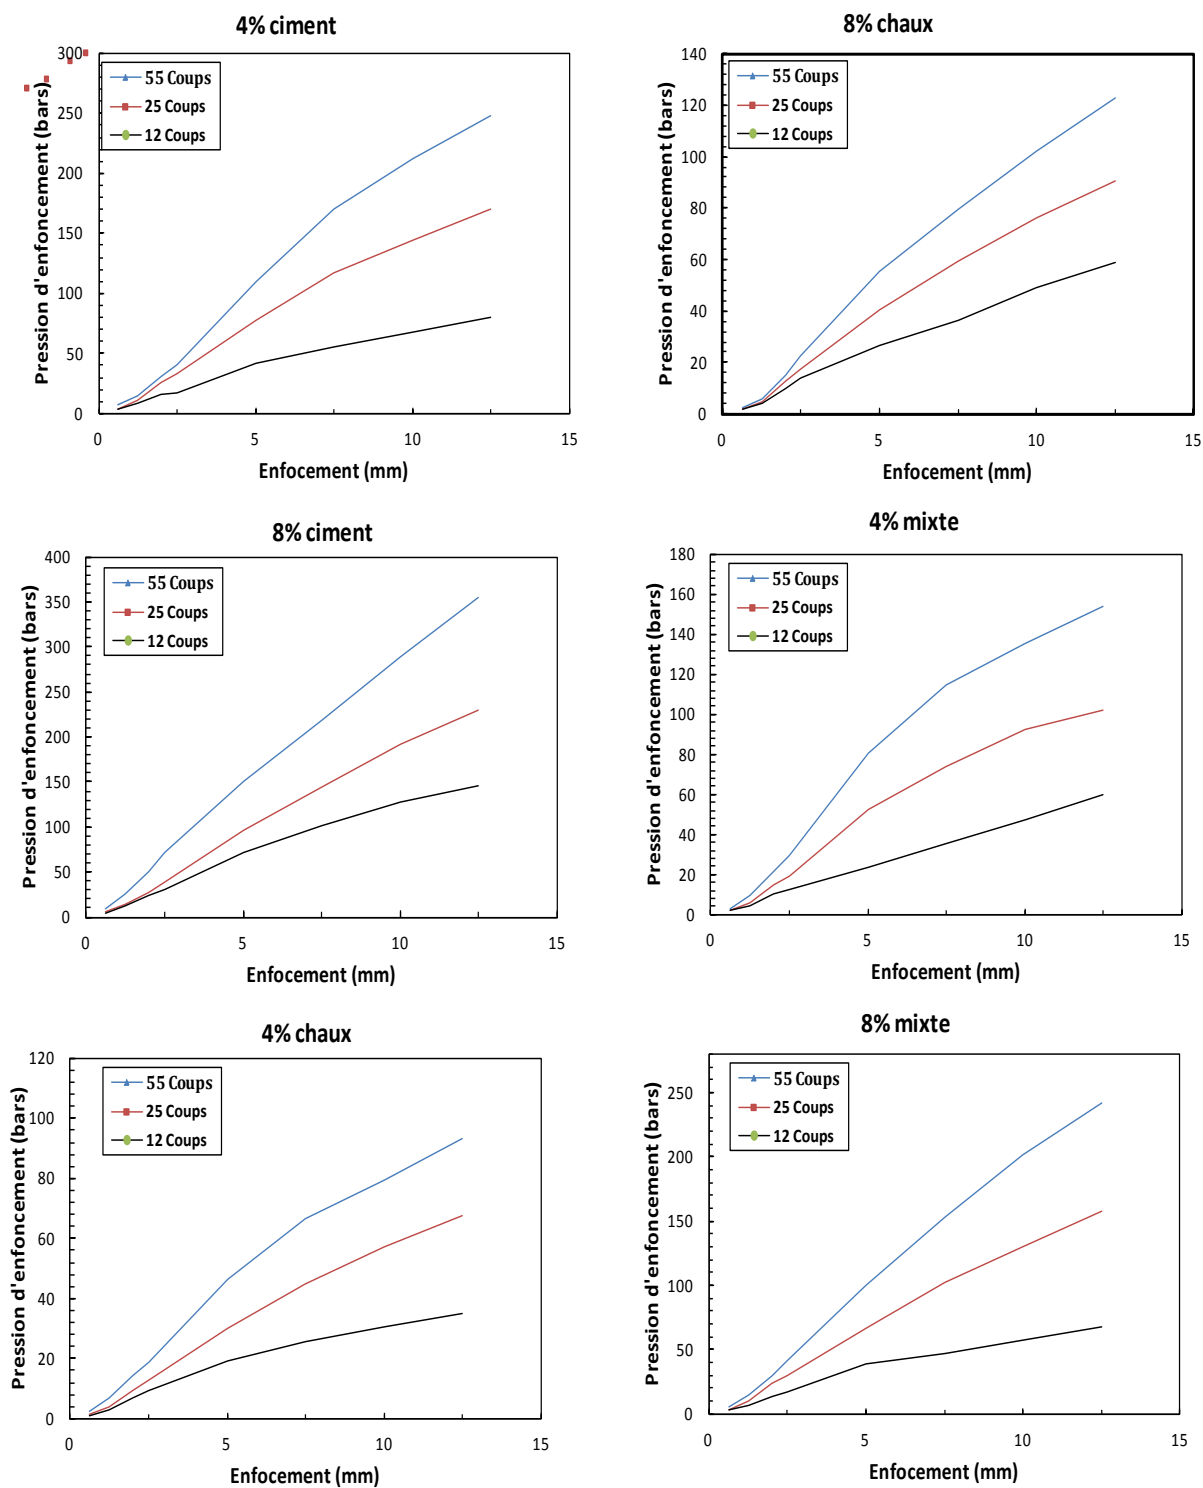 4% ciment
300
250
200
150
100
50
0
0 5 10 15
Pression d'enfoncement (bars)
Enfocement (mm)
55 Coups
25 Coups
12 Coups
8% chaux
140
120
100
80
60
40
20
0
0 5 10 15
Pression d'enfoncement (bars)
Enfocement (mm)
55 Coups
25 Coups
12 Coups
8% ciment
400
350
300
250
200
150
100
50
0
0 5 10 15
Pression d'enfoncement (bars)
Enfocement (mm)
55 Coups
25 Coups
12 Coups
4% mixte
180
160
140
120
100
80
60
40
20
0
0 5 10 15
Pression d'enfoncement (bars)
Enfocement (mm)
55 Coups
25 Coups
12 Coups
4% chaux
120
100
80
60
40
20
0
0 5 10 15
Pression d'enfoncement (bars)
Enfocement (mm)
55 Coups
25 Coups
12 Coups
8% mixte
250
200
150
100
50
0
0 5 10 15
Pression d'enfoncement (bars)
Enfocement (mm)
55 Coups
25 Coups
12 Coups